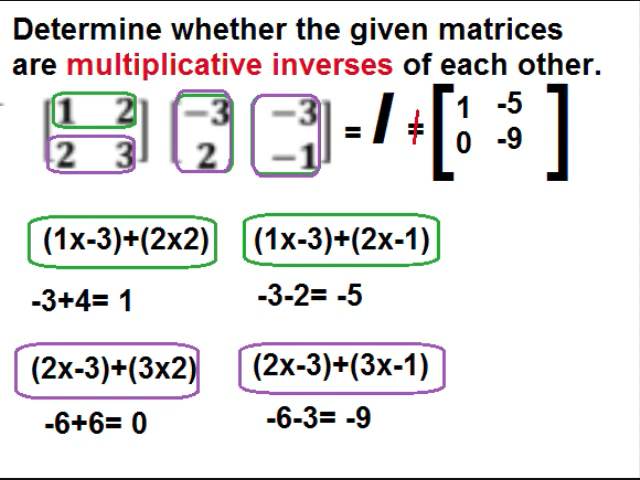 Determine whether the given matrices
are multiplicative inverses of each other.
[1 2] [-3 -3] = I ≠ [1 -5]
[2 3] [2 -1] [0 -9]
(1x-3)+(2x2) (1x-3)+(2x-1)
-3+4= 1 -3-2= -5
(2x-3)+(3x2) (2x-3)+(3x-1)
-6+6= 0 -6-3= -9